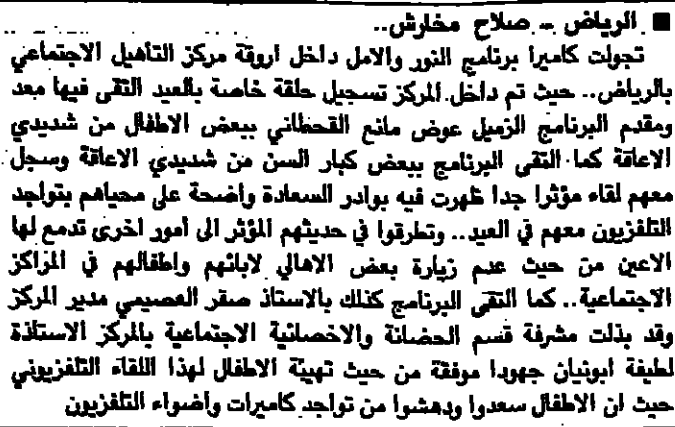 ■ الرياض - صلاح مخارش..
تجولت كاميرا برنامج النور والامل داخل اروقة مركز التأهيل الاجتماعي
بالرياض.. حيث تم داخل المركز تسجيل حلقة خاصة بالعيد التقى فيها معد
ومقدم البرنامج الزميل عوض مانع القحطاني ببعض الاطفال من شديدي
الاعاقة كما التقى البرنامج ببعض كبار السن من شديدي الاعاقة وسجل
معهم لقاء مؤثرا جدا ظهرت فيه بوادر السعادة واضحة على محياهم بتواجد
التلفزيون معهم في العيد.. وتطرقوا في حديثهم المؤثر الى أمور اخرى تدمع لها
الاعين من حيث عدم زيارة بعض الاهالي لابائهم واطفالهم في المراكز
الاجتماعية.. كما التقى البرنامج كذلك بالاستاذ صقر العصيمي مدير المركز
وقد بذلت مشرفة قسم الحضانة والاخصائية الاجتماعية بالمركز الاستاذة
لطيفة ابونيان جهودا موفقة من حيث تهيئة الاطفال لهذا اللقاء التلفزيوني
حيث ان الاطفال سعدوا ودهشوا من تواجد كاميرات وأضواء التلفزيون